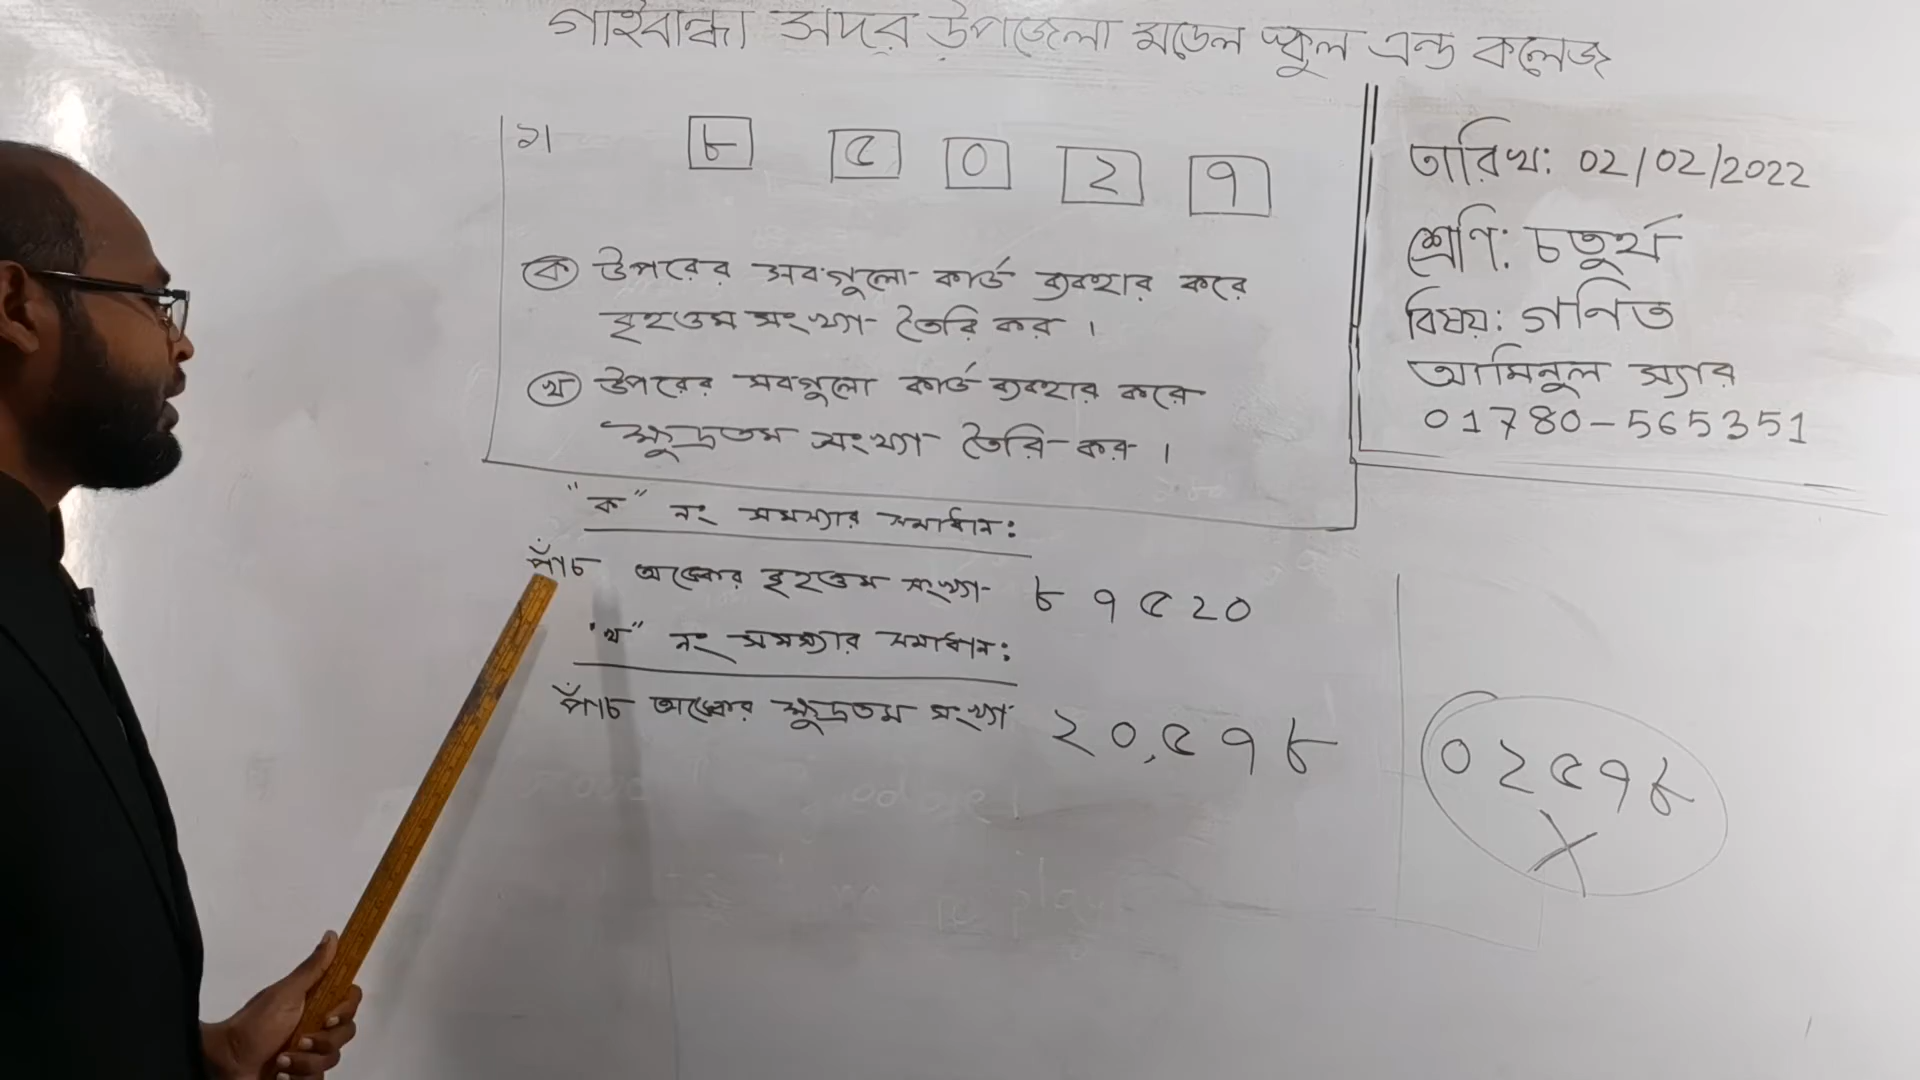 গাইবান্ধা সদর উপজেলা মডেল স্কুল এন্ড কলেজ
১। ৮ ৫ ০ ২ ৭
ক উপরের সবগুলো কার্ড ব্যবহার করে
বৃহত্তম সংখ্যা তৈরি কর ।
খ উপরের সবগুলো কার্ড ব্যবহার করে
ক্ষুদ্রতম সংখ্যা তৈরি কর ।
তারিখ: 02/02/2022
শ্রেণি: চতুর্থ
বিষয়: গণিত
আমিনুল স্যার
01780-565351
"ক" নং সমস্যার সমাধান:
পাঁচ অঙ্কের বৃহত্তম সংখ্যা ৮৭৫২০
"খ" নং সমস্যার সমাধান:
পাঁচ অঙ্কের ক্ষুদ্রতম সংখ্যা ২০,৫৭৮
০২৫৭৮
X